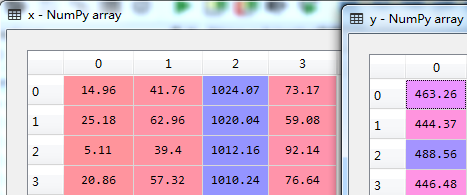 x - NumPy array
0 1 2 3
0 14.96 41.76 1024.07 73.17
1 25.18 62.96 1020.04 59.08
2 5.11 39.4 1012.16 92.14
3 20.86 57.32 1010.24 76.64
y - NumPy array
0
0 463.26
1 444.37
2 488.56
3 446.48